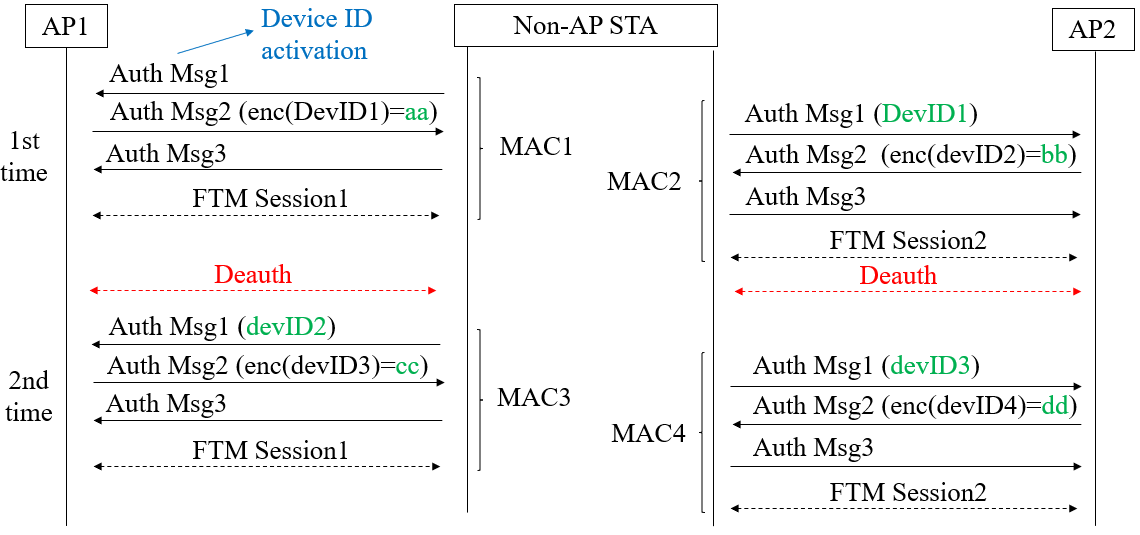 AP1
Non-AP STA
AP2
Device ID
activation
1st
time
Auth Msg1
Auth Msg2 (enc(DevID1)=aa)
Auth Msg3
FTM Session1
MAC1
MAC2
Auth Msg1 (DevID1)
Auth Msg2  (enc(devID2)=bb)
Auth Msg3
FTM Session2
Deauth
Deauth
2nd
time
Auth Msg1 (devID2)
Auth Msg2 (enc(devID3)=cc)
Auth Msg3
FTM Session1
MAC3
MAC4
Auth Msg1 (devID3)
Auth Msg2 (enc(devID4)=dd)
Auth Msg3
FTM Session2